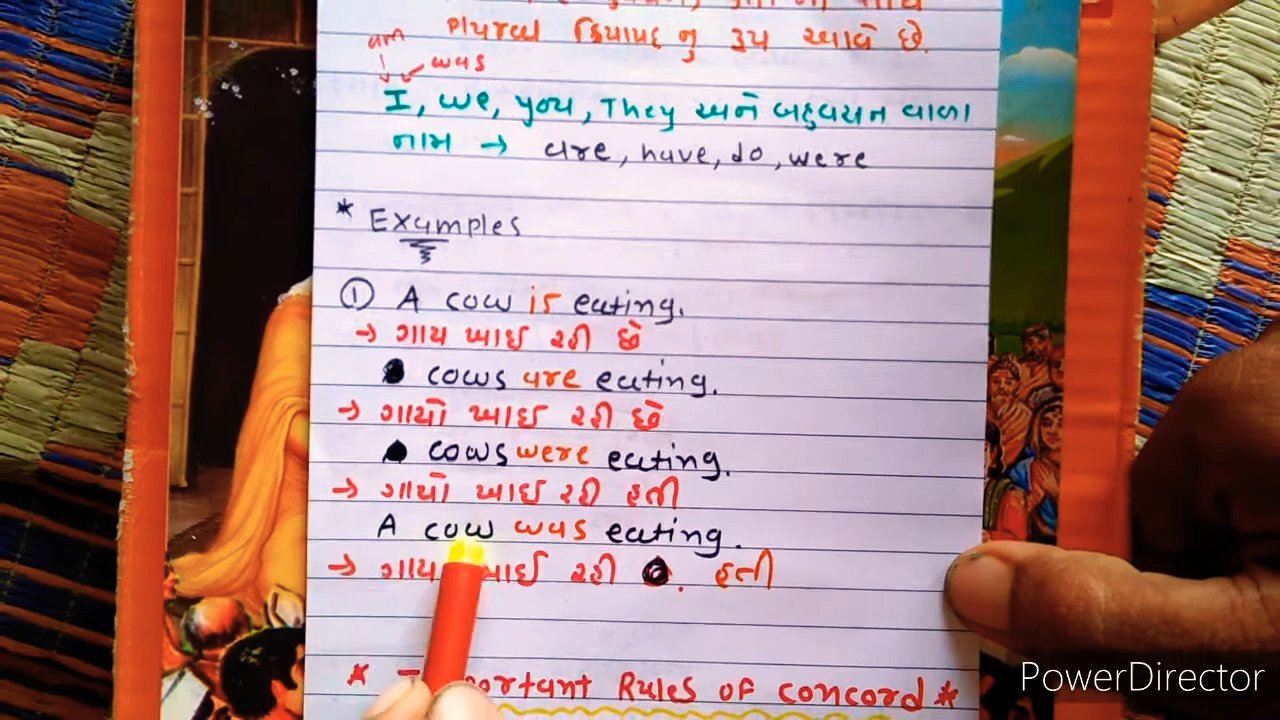 plural ક્રિયાપદ નુ રૂપ આવે છે.
am
was
I, we, you, They અને બહુવચન વાળા
નામ → are, have, do, were
* Examples
① A cow is eating.
→ ગાય ખાઈ રહી છે
cows are eating.
→ ગાયો ખાઈ રહી છે
cows were eating.
→ ગાયો ખાઈ રહી હતી
A cow was eating.
→ ગાય ખાઈ રહી હતી
* Rules of concord *
PowerDirector